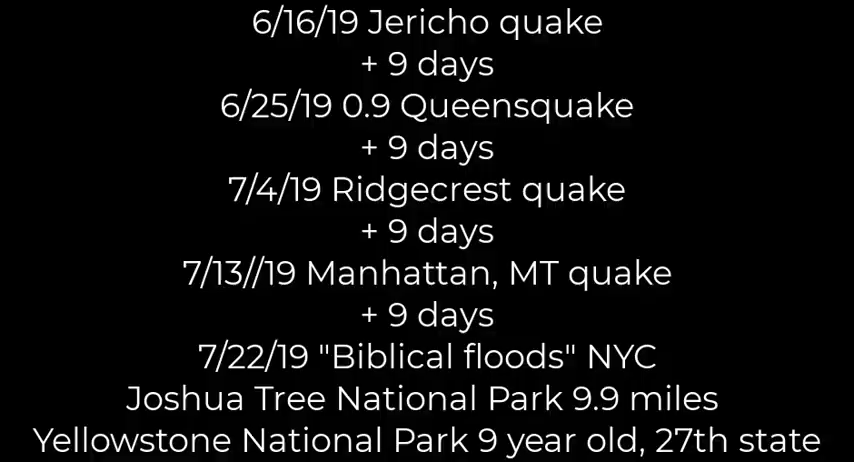 6/16/19 Jericho quake
+ 9 days
6/25/19 0.9 Queensquake
+ 9 days
7/4/19 Ridgecrest quake
+ 9 days
7/13//19 Manhattan, MT quake
+ 9 days
7/22/19 "Biblical floods" NYC
Joshua Tree National Park 9.9 miles
Yellowstone National Park 9 year old, 27th state